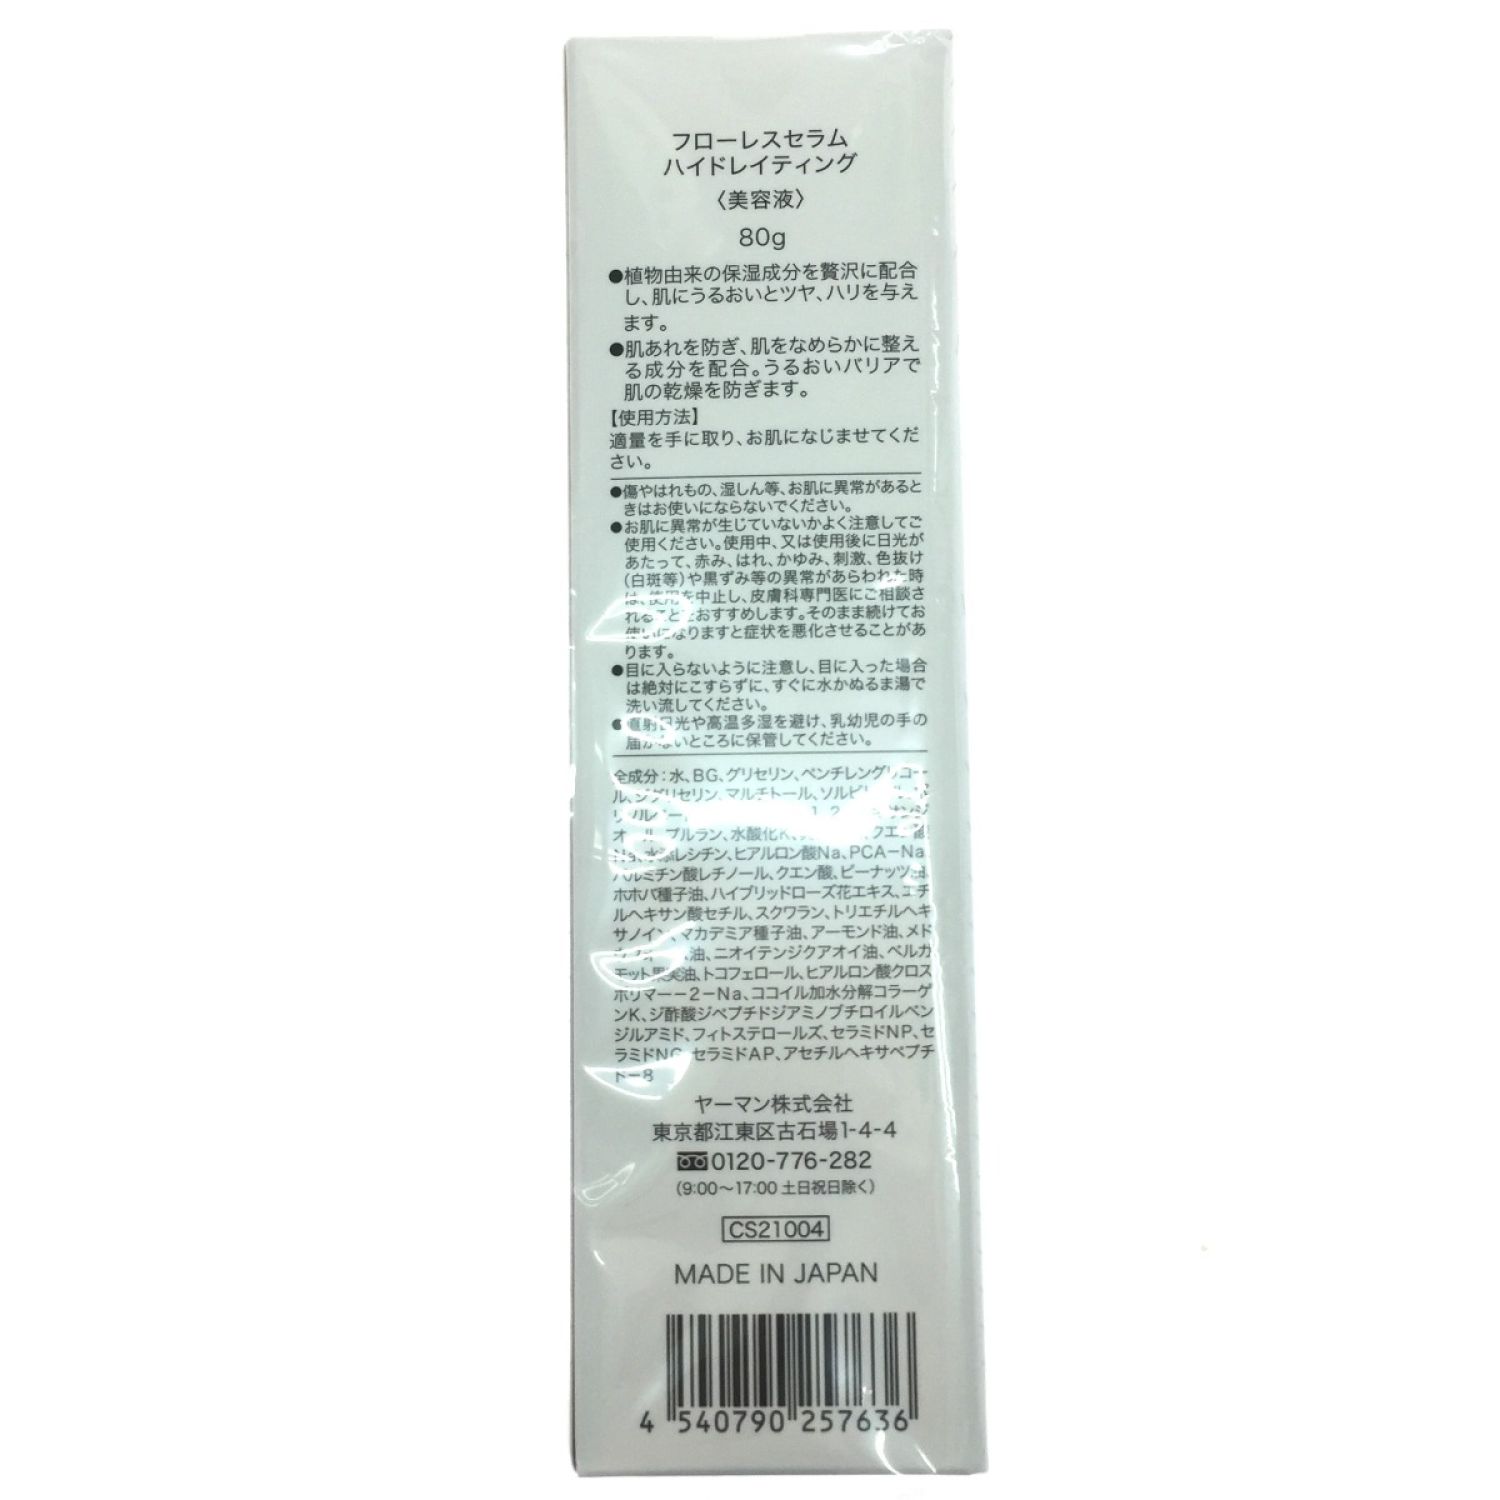 フローレスセラム
ハイドレイティング
〈美容液〉
80g
●植物由来の保湿成分を贅沢に配合
し、肌にうるおいとツヤ、ハリを与え
ます。
●肌あれを防ぎ、肌をなめらかに整え
る成分を配合。うるおいバリアで
肌の乾燥を防ぎます。
【使用方法】
適量を手に取り、お肌になじませてくだ
さい。
●傷やはれもの、湿しん等、お肌に異常があると
きはお使いにならないでください。
●お肌に異常が生じていないかよく注意してご
使用ください。使用中、又は使用後に日光が
あたって、赤み、はれ、かゆみ、刺激、色抜け
(白斑等)や黒ずみ等の異常があらわれた時
は、使用を中止し、皮膚科専門医にご相談さ
れることをおすすめします。そのまま続けてお
使いになりますと症状を悪化させることがあ
ります。
●目に入らないように注意し、目に入った場合
は絶対にこすらずに、すぐに水かぬるま湯で
洗い流してください。
●直射日光や高温多湿を避け、乳幼児の手の
届かないところに保管してください。
全成分：水、BG、グリセリン、ペンチレングリコー
ル、ジグリセリン、マルチトール、
オール、プルラン、水酸化K、
Na、水添レシチン、ヒアルロン酸Na、PCA－Na、
パルミチン酸レチノール、クエン酸、ピーナッツ油、
ホホバ種子油、ハイブリッドローズ花エキス、エチ
ルヘキサン酸セチル、スクワラン、トリエチルヘキ
サノイン、マカデミア種子油、アーモンド油、メド
油、ニオイテンジクアオイ油、ベルガ
モット果実油、トコフェロール、ヒアルロン酸クロス
ポリマー－2－Na、ココイル加水分解コラーゲ
ンK、ジ酢酸ジペプチドジアミノブチロイルベン
ジルアミド、フィトステロールズ、セラミドNP、セ
ラミドNG、セラミドAP、アセチルヘキサペプチ
ド－8
ヤーマン株式会社
東京都江東区古石場1-4-4
0120-776-282
(9:00～17:00 土日祝日除く)
CS21004
MADE IN JAPAN
4 540790 257636